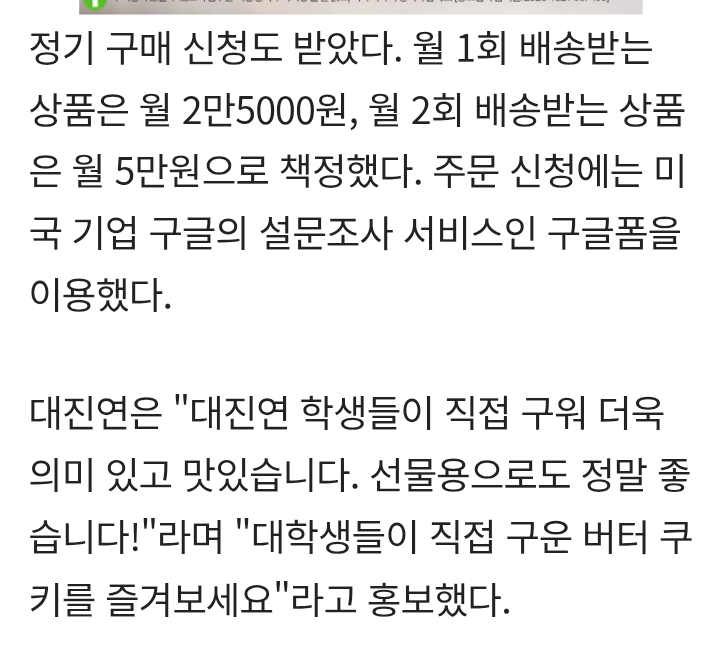 정기 구매 신청도 받았다. 월 1회 배송받는
상품은 월 2만5000원, 월 2회 배송받는 상품
은 월 5만원으로 책정했다. 주문 신청에는 미
국 기업 구글의 설문조사 서비스인 구글폼을
이용했다.
대진연은 "대진연 학생들이 직접 구워 더욱
의미 있고 맛있습니다. 선물용으로도 정말 좋
습니다!"라며 "대학생들이 직접 구운 버터 쿠
키를 즐겨보세요"라고 홍보했다.